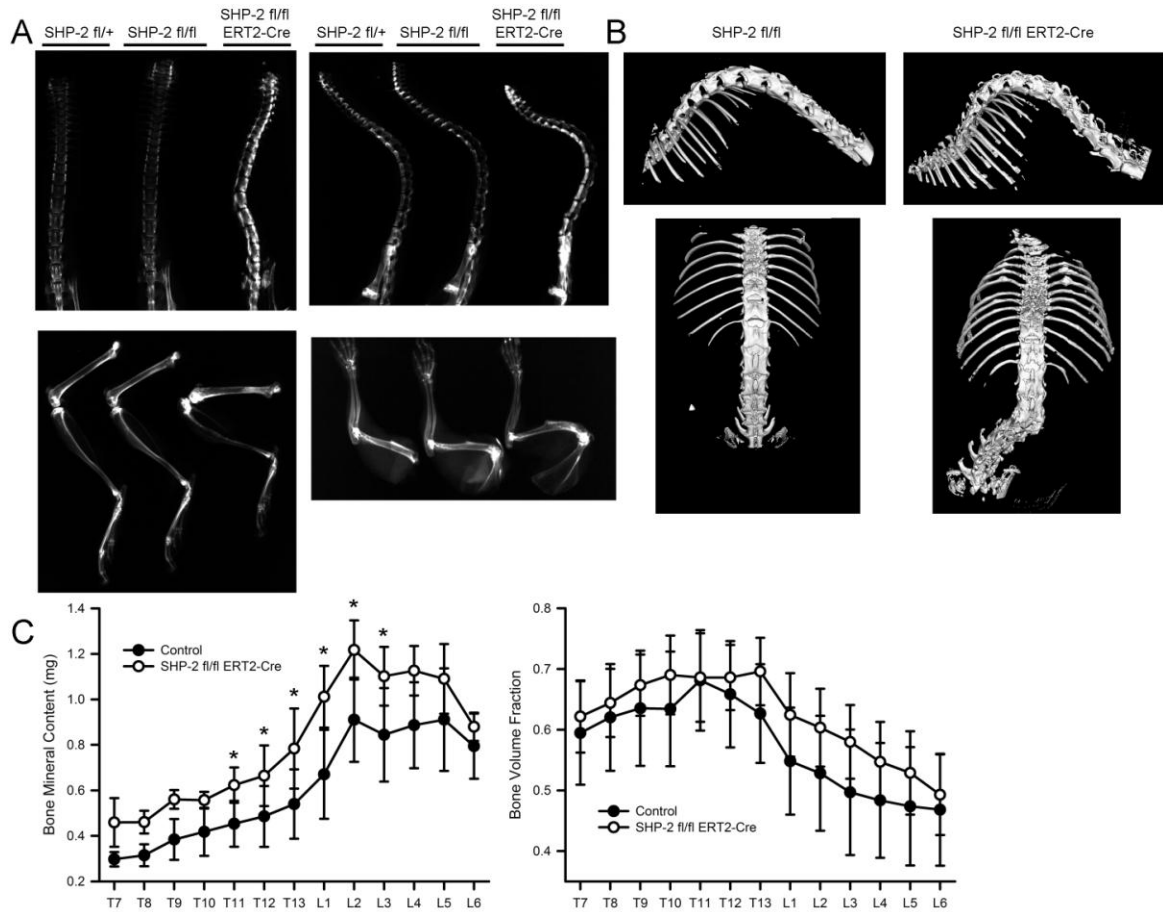 A
SHP-2 fl/+ SHP-2 fl/fl SHP-2 fl/fl ERT2-Cre
SHP-2 fl/+ SHP-2 fl/fl SHP-2 fl/fl ERT2-Cre
B
SHP-2 fl/fl SHP-2 fl/fl ERT2-Cre
C
Bone Mineral Content (mg)
1.4
1.2
1.0
0.8
0.6
0.4
0.2
Control
SHP-2 fl/fl ERT2-Cre
* * * * * *
T7 T8 T9 T10 T11 T12 T13 L1 L2 L3 L4 L5 L6
Bone Volume Fraction
0.8
0.7
0.6
0.5
0.4
Control
SHP-2 fl/fl ERT2-Cre
T7 T8 T9 T10 T11 T12 T13 L1 L2 L3 L4 L5 L6